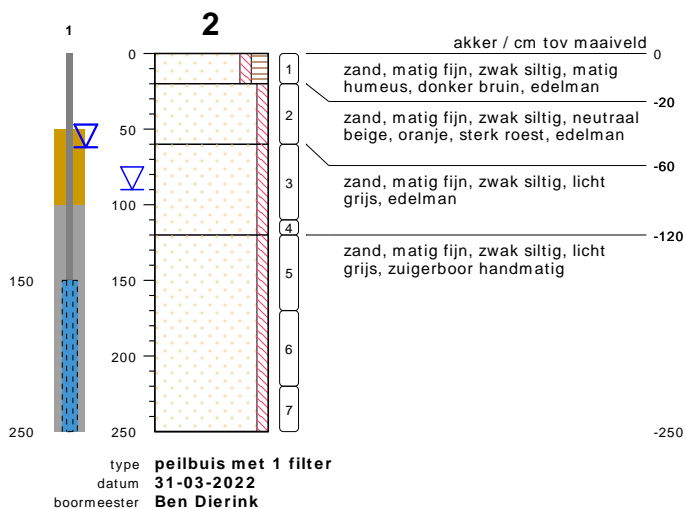 2
1
akker / cm tov maaiveld
0
0
1
zand, matig fijn, zwak siltig, matig
humeus, donker bruin, edelman
-20
2
zand, matig fijn, zwak siltig, neutraal
beige, oranje, sterk roest, edelman
50
-60
3
zand, matig fijn, zwak siltig, licht
grijs, edelman
100
4
-120
zand, matig fijn, zwak siltig, licht
grijs, zuigerboor handmatig
5
150
150
6
200
7
250
250
-250
type peilbuis met 1 filter
datum 31-03-2022
boormeester Ben Dierink